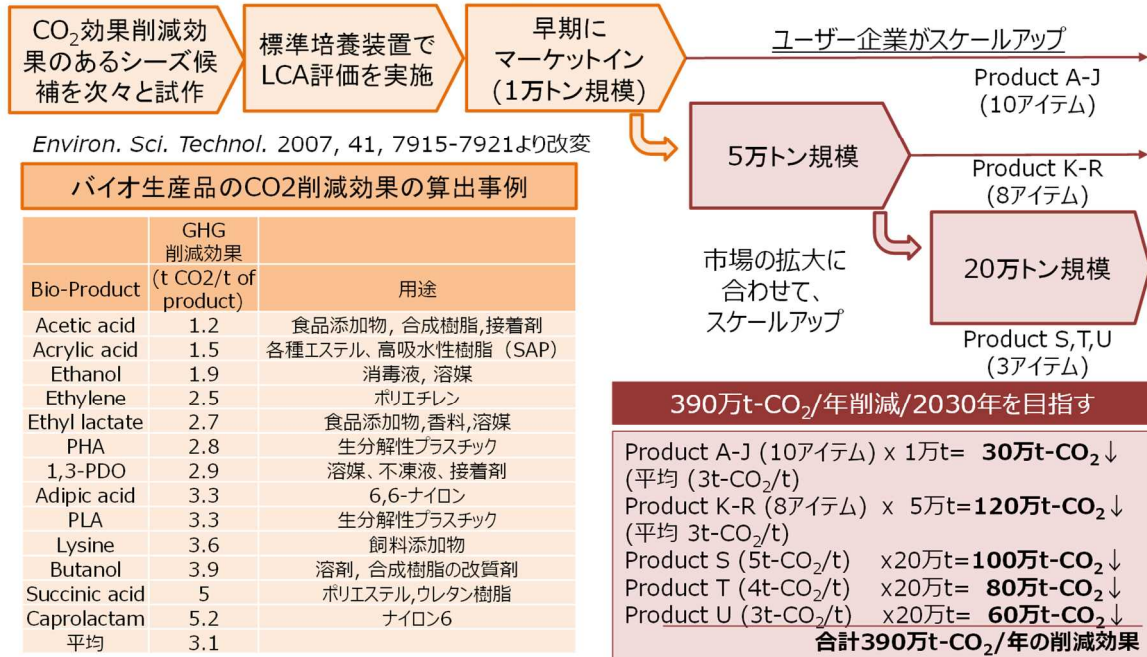 CO₂効果削減効
果のあるシーズ候
補を次々と試作
標準培養装置で
LCA評価を実施
早期に
マーケットイン
(1万トン規模)
ユーザー企業がスケールアップ
Product A-J
(10アイテム)
5万トン規模
Product K-R
(8アイテム)
市場の拡大に
合わせて、
スケールアップ
20万トン規模
Product S,T,U
(3アイテム)
Environ. Sci. Technol. 2007, 41, 7915-7921より改変
バイオ生産品のCO2削減効果の算出事例
Bio-Product GHG
削減効果
(t CO2/t of
product) 用途
Acetic acid 1.2 食品添加物, 合成樹脂,接着剤
Acrylic acid 1.5 各種エステル、高吸水性樹脂（SAP）
Ethanol 1.9 消毒液, 溶媒
Ethylene 2.5 ポリエチレン
Ethyl lactate 2.7 食品添加物,香料,溶媒
PHA 2.8 生分解性プラスチック
1,3-PDO 2.9 溶媒、不凍液、接着剤
Adipic acid 3.3 6,6-ナイロン
PLA 3.3 生分解性プラスチック
Lysine 3.6 飼料添加物
Butanol 3.9 溶剤, 合成樹脂の改質剤
Succinic acid 5 ポリエステル,ウレタン樹脂
Caprolactam 5.2 ナイロン6
平均 3.1
390万t-CO₂/年削減/2030年を目指す
Product A-J (10アイテム) x 1万t= 30万t-CO₂↓
(平均 (3t-CO₂/t)
Product K-R (8アイテム) x 5万t=120万t-CO₂↓
(平均 3t-CO₂/t)
Product S (5t-CO₂/t) x20万t=100万t-CO₂↓
Product T (4t-CO₂/t) x20万t= 80万t-CO₂↓
Product U (3t-CO₂/t) x20万t= 60万t-CO₂↓
合計390万t-CO₂/年の削減効果